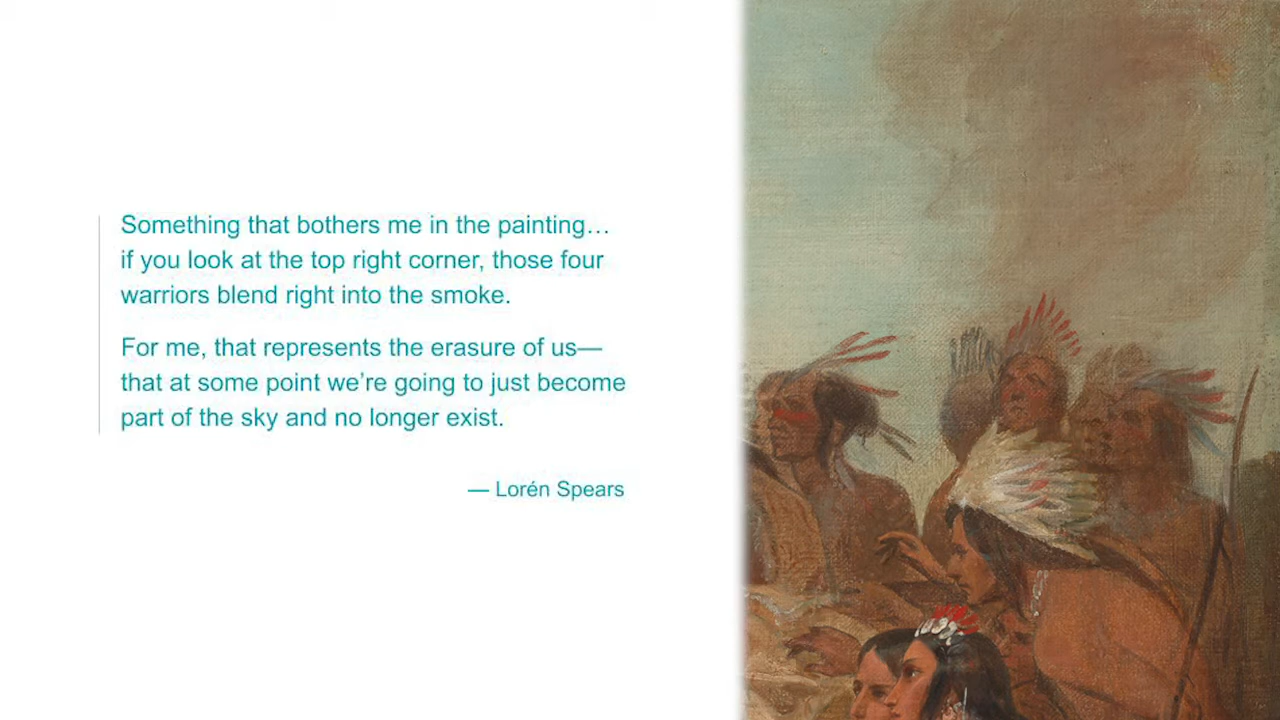 Something that bothers me in the painting…
if you look at the top right corner, those four
warriors blend right into the smoke.
For me, that represents the erasure of us—
that at some point we’re going to just become
part of the sky and no longer exist.
— Lorén Spears